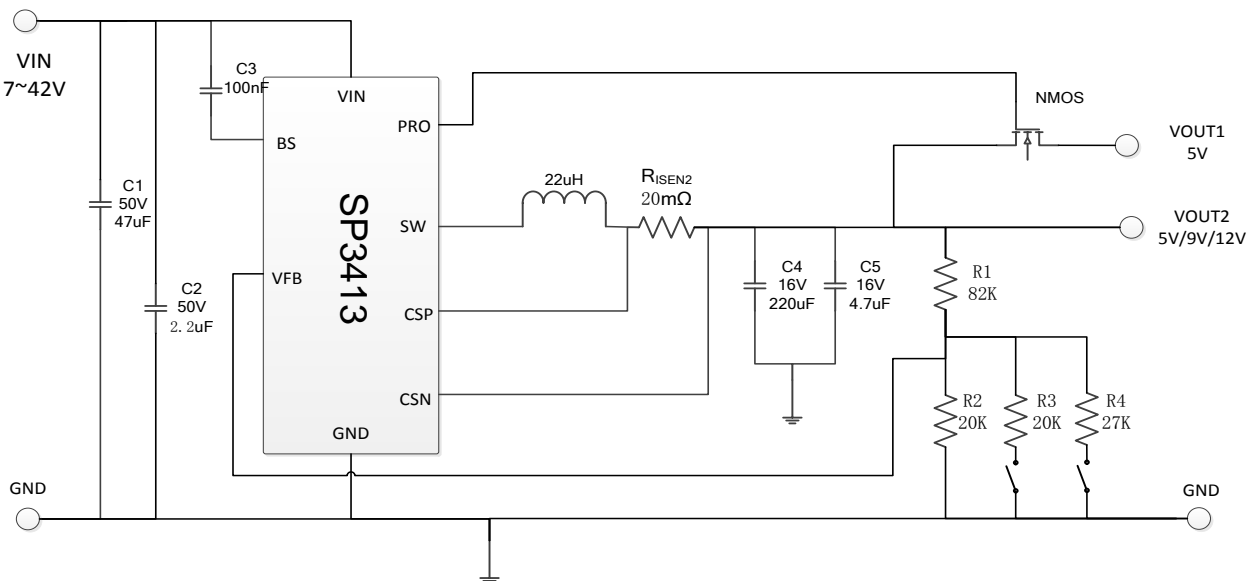 VIN
7~42V
C1
50V
47uF
C2
50V
2.2uF
C3
100nF
VIN
BS
VFB
SP3413
PRO
SW
CSP
CSN
GND
22uH
RISEN2
20mΩ
C4
16V
220uF
C5
16V
4.7uF
NMOS
VOUT1
5V
VOUT2
5V/9V/12V
R1
82K
R2
20K
R3
20K
R4
27K
GND
GND